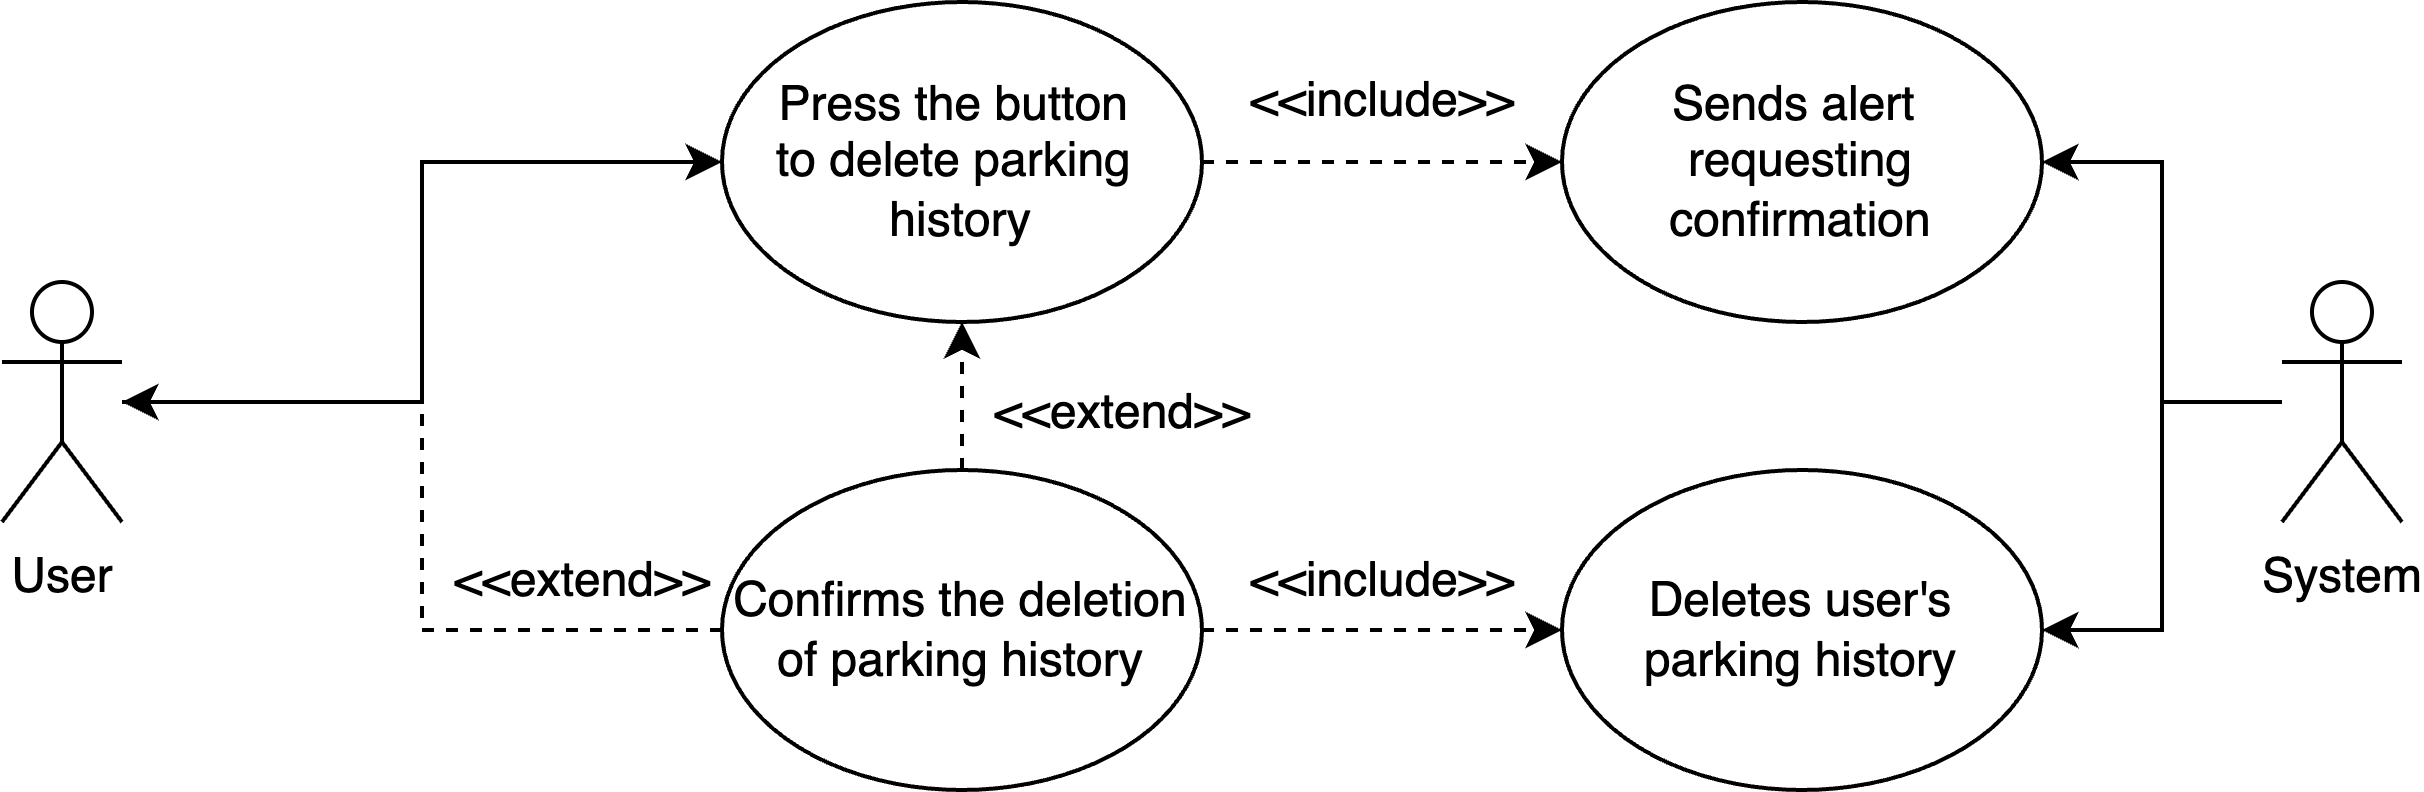 Press the button
to delete parking
history
<<include>>
Sends alert
requesting
confirmation
<<extend>>
User
<<extend>>
Confirms the deletion
of parking history
<<include>>
Deletes user's
parking history
System